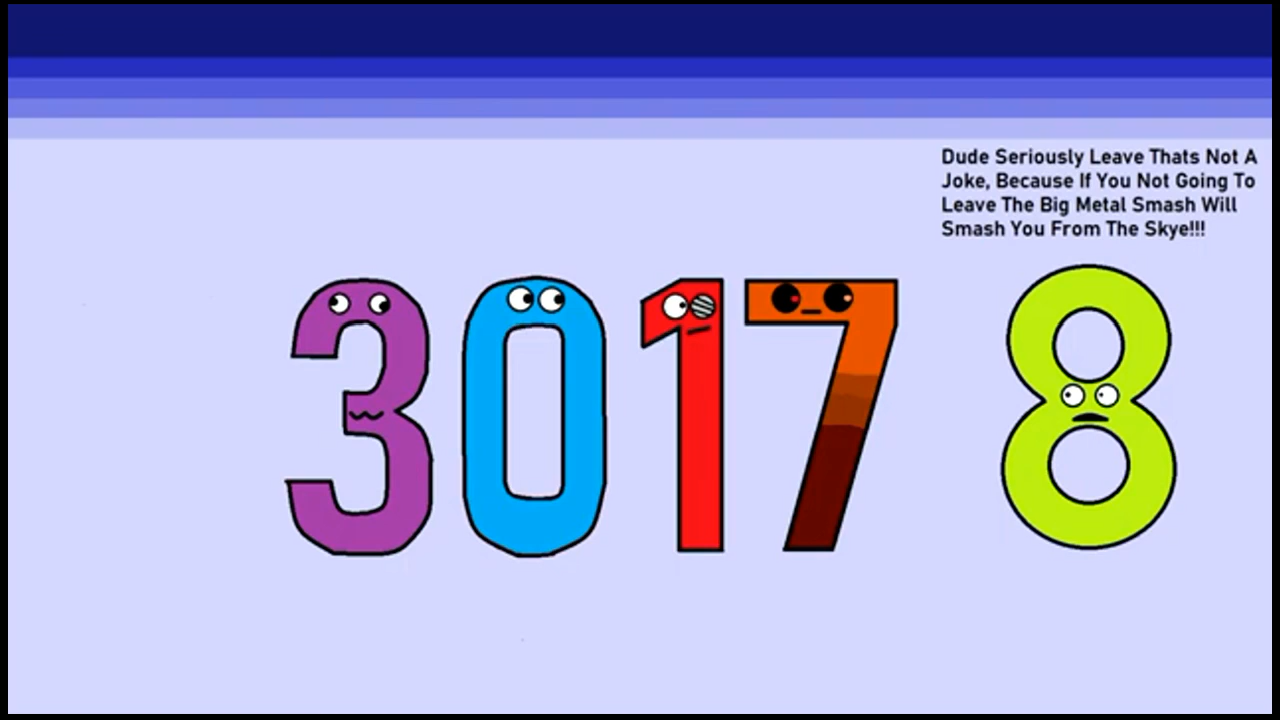 Dude Seriously Leave Thats Not A
Joke, Because If You Not Going To
Leave The Big Metal Smash Will
Smash You From The Skye!!!
3017 8